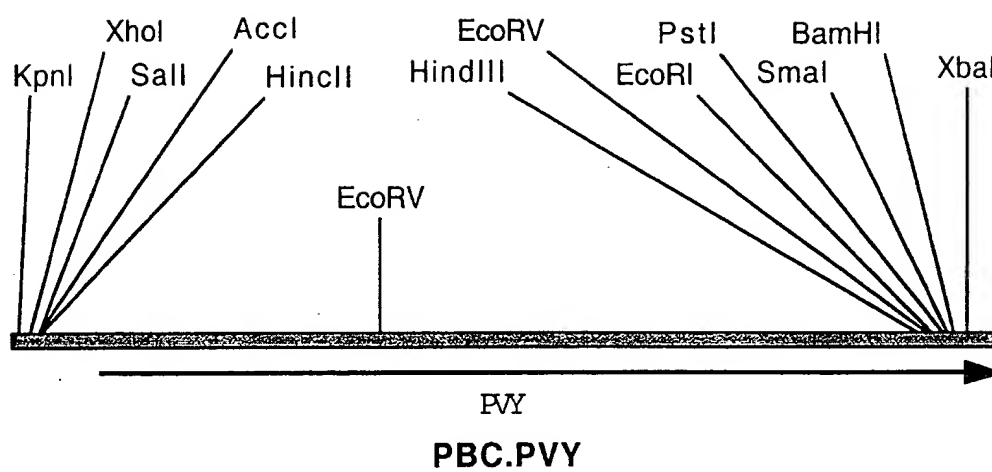 XhoI AccI EcoRV PstI BamHI
KpnI SalI HincII HindIII EcoRI SmaI XbaI
EcoRV
PVY
PBC.PVY